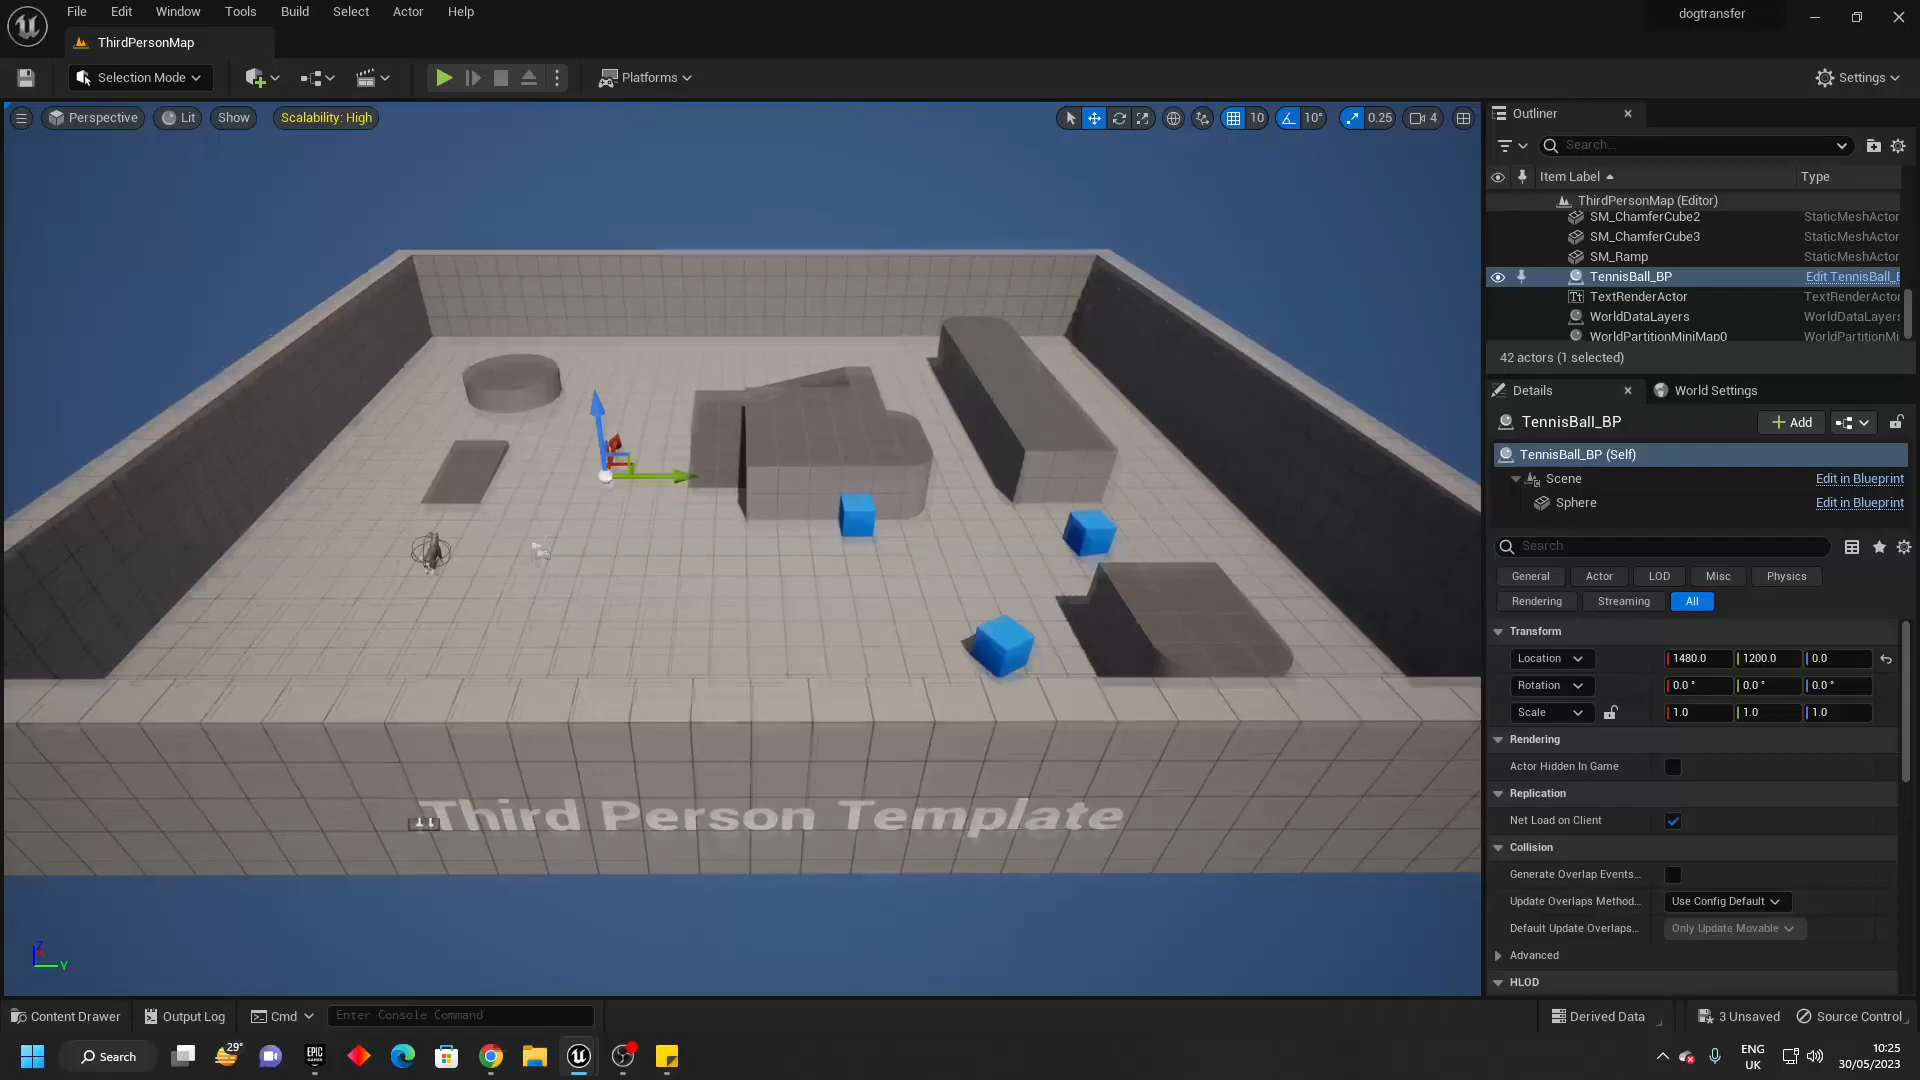 File Edit Window Tools Build Select Actor Help
dogtransfer
ThirdPersonMap
Selection Mode
Platforms
Settings
Perspective Lit Show Scalability: High
10 10° 0.25 4
Outliner
Search...
Item Label Type
ThirdPersonMap (Editor)
SM_ChamferCube2 StaticMeshActor
SM_ChamferCube3 StaticMeshActor
SM_Ramp StaticMeshActor
TennisBall_BP Edit TennisBall_B
TextRenderActor TextRenderActor
WorldDataLayers WorldDataLayers
WorldPartitionMiniMap0 WorldPartitionMi
42 actors (1 selected)
Details World Settings
TennisBall_BP Add
TennisBall_BP (Self)
Scene Edit in Blueprint
Sphere Edit in Blueprint
Search
General Actor LOD Misc Physics
Rendering Streaming All
Transform
Location 1480.0 1200.0 0.0
Rotation 0.0 ° 0.0 ° 0.0 °
Scale 1.0 1.0 1.0
Rendering
Actor Hidden In Game
Replication
Net Load on Client
Collision
Generate Overlap Events...
Update Overlaps Method... Use Config Default
Default Update Overlaps... Only Update Movable
Advanced
HLOD
Third Person Template
Z
Y
Content Drawer Output Log Cmd Enter Console Command
Derived Data 3 Unsaved Source Control
Search
29°
EPIC GAMES
ENG
UK
10:25
30/05/2023